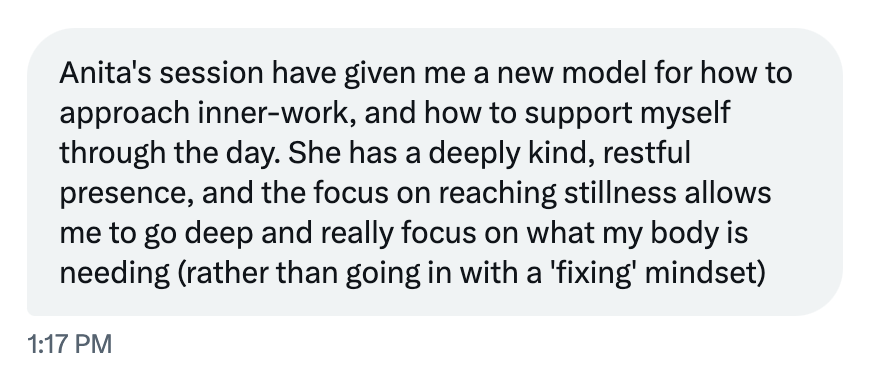 Anita's session have given me a new model for how to
approach inner-work, and how to support myself
through the day. She has a deeply kind, restful
presence, and the focus on reaching stillness allows
me to go deep and really focus on what my body is
needing (rather than going in with a 'fixing' mindset)
1:17 PM